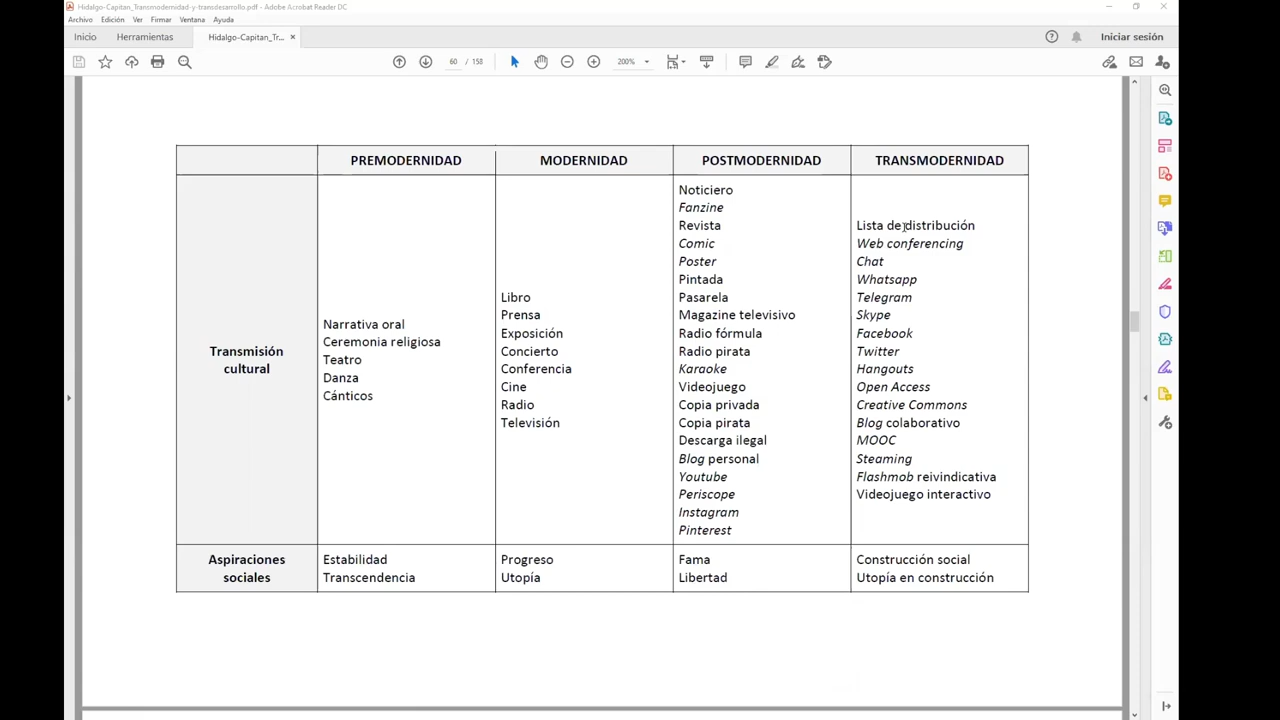 Hidalgo-Capitan_Transmodernidad-y-transdesarrollo.pdf - Adobe Acrobat Reader DC
Archivo Edición Ver Firmar Ventana Ayuda
Inicio Herramientas Hidalgo-Capitan_Tr... Iniciar sesión
60 / 158 200%
PREMODERNIDAD MODERNIDAD POSTMODERNIDAD TRANSMODERNIDAD
Transmisión
cultural
Narrativa oral
Ceremonia religiosa
Teatro
Danza
Cánticos
Libro
Prensa
Exposición
Concierto
Conferencia
Cine
Radio
Televisión
Noticiero
Fanzine
Revista
Comic
Poster
Pintada
Pasarela
Magazine televisivo
Radio fórmula
Radio pirata
Karaoke
Videojuego
Copia privada
Copia pirata
Descarga ilegal
Blog personal
Youtube
Periscope
Instagram
Pinterest
Lista de distribución
Web conferencing
Chat
Whatsapp
Telegram
Skype
Facebook
Twitter
Hangouts
Open Access
Creative Commons
Blog colaborativo
MOOC
Steaming
Flashmob reivindicativa
Videojuego interactivo
Aspiraciones
sociales
Estabilidad
Transcendencia
Progreso
Utopía
Fama
Libertad
Construcción social
Utopía en construcción